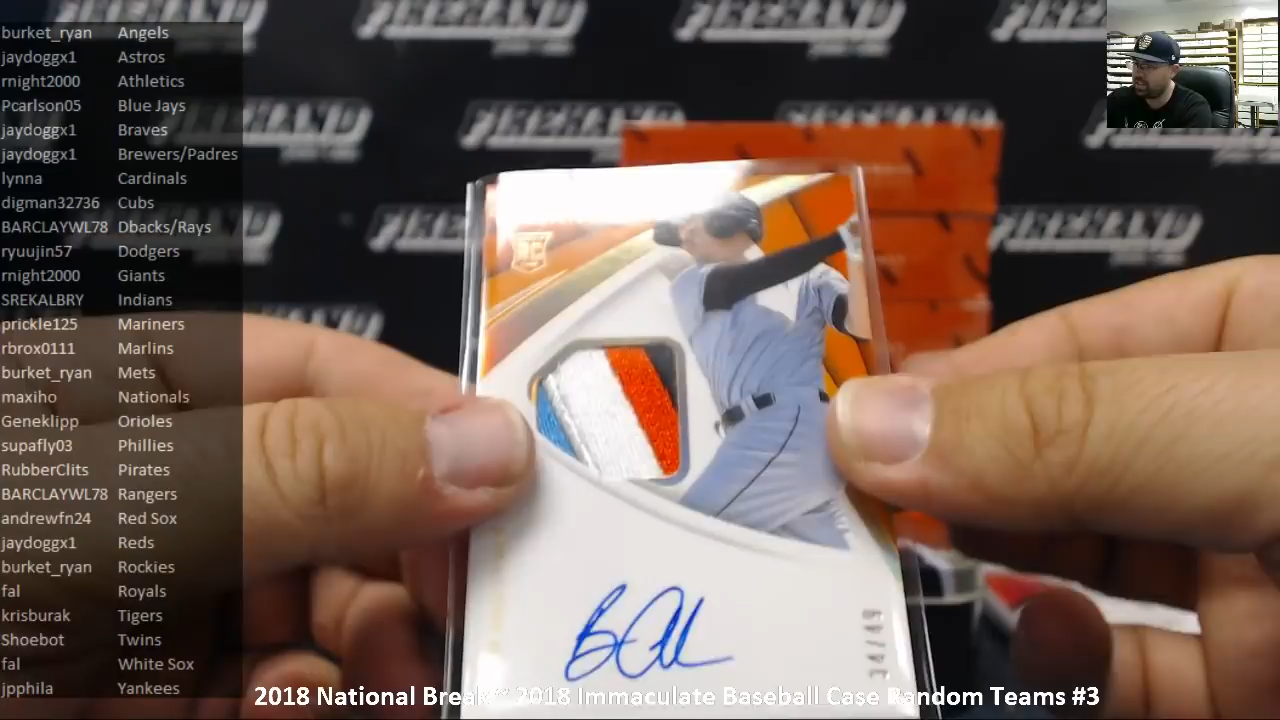 burket_ryan Angels
jaydoggx1 Astros
rnight2000 Athletics
Pcarlson05 Blue Jays
jaydoggx1 Braves
jaydoggx1 Brewers/Padres
lynna Cardinals
digman32736 Cubs
BARCLAYWL78 Dbacks/Rays
ryuujin57 Dodgers
rnight2000 Giants
SREKALBRY Indians
prickle125 Mariners
rbrox0111 Marlins
burket_ryan Mets
maxiho Nationals
Geneklipp Orioles
supafly03 Phillies
RubberClits Pirates
BARCLAYWL78 Rangers
andrewfn24 Red Sox
jaydoggx1 Reds
burket_ryan Rockies
fal Royals
krisburak Tigers
Shoebot Twins
fal White Sox
jpphila Yankees
RC
34/49
2018 National Break 2018 Immaculate Baseball Case Random Teams #3